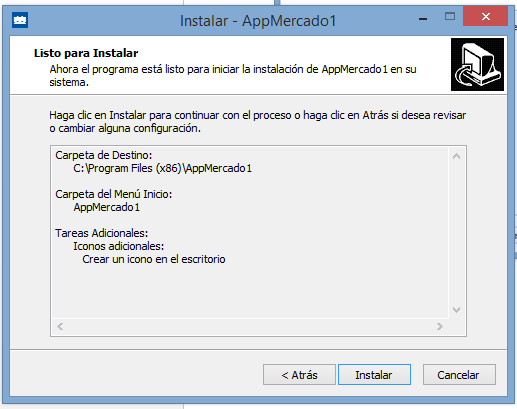 Instalar - AppMercado1
Listo para Instalar
Ahora el programa está listo para iniciar la instalación de AppMercado1 en su
sistema.
Haga clic en Instalar para continuar con el proceso o haga clic en Atrás si desea revisar
o cambiar alguna configuración.
Carpeta de Destino:
C:\Program Files (x86)\AppMercado1
Carpeta del Menú Inicio:
AppMercado1
Tareas Adicionales:
Iconos adicionales:
Crear un icono en el escritorio
< Atrás
Instalar
Cancelar